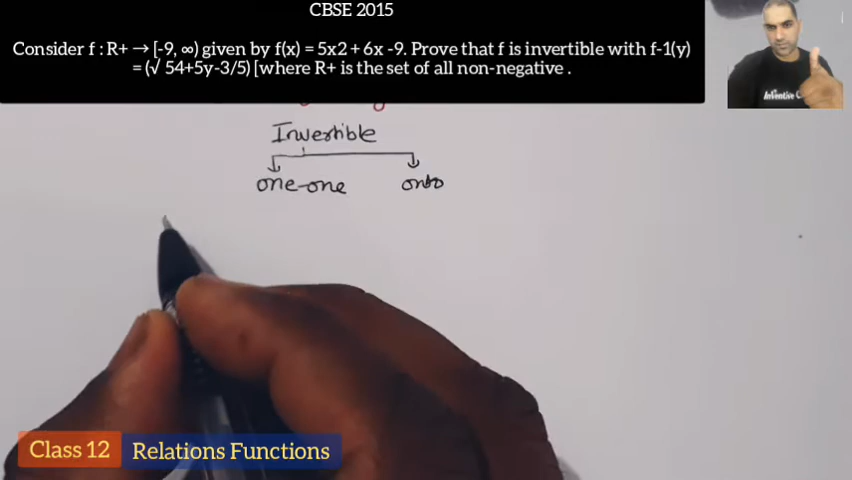 CBSE 2015
Consider f : R+ → [-9, ∞) given by f(x) = 5x2 + 6x -9. Prove that f is invertible with f-1(y)
= (√ 54+5y-3/5) [where R+ is the set of all non-negative .
Invertible
one-one onto
Class 12 Relations Functions